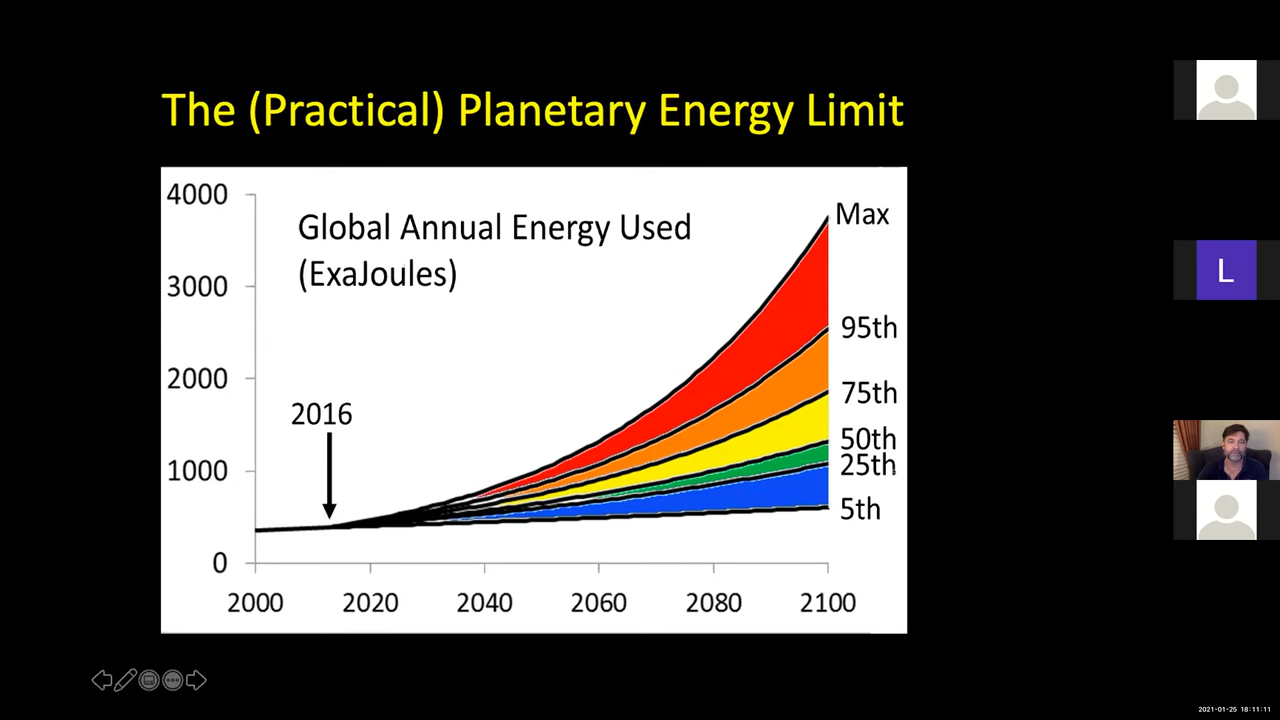 The (Practical) Planetary Energy Limit
4000
3000
2000
1000
0
Global Annual Energy Used
(ExaJoules)
2016
Max
95th
75th
50th
25th
5th
2000 2020 2040 2060 2080 2100
L
2021-01-25 18:11:11